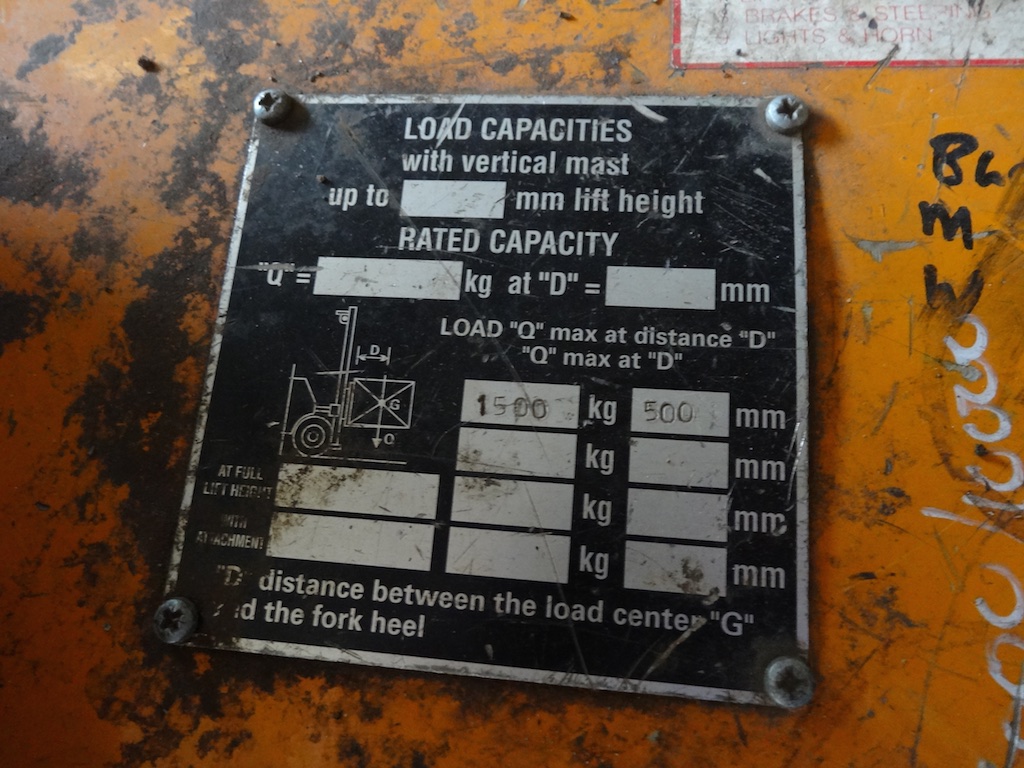 BRAKES & STEERING
LIGHTS & HORN
LOAD CAPACITIES
with vertical mast
up to mm lift height
RATED CAPACITY
"Q" = kg at "D" = mm
LOAD "Q" max at distance "D"
"Q" max at "D"
D
G
Q
1500 kg 500 mm
kg mm
AT FULL
LIFT HEIGHT kg mm
WITH
ATTACHMENT kg mm
"D" distance between the load center "G"
the fork heel
M
W